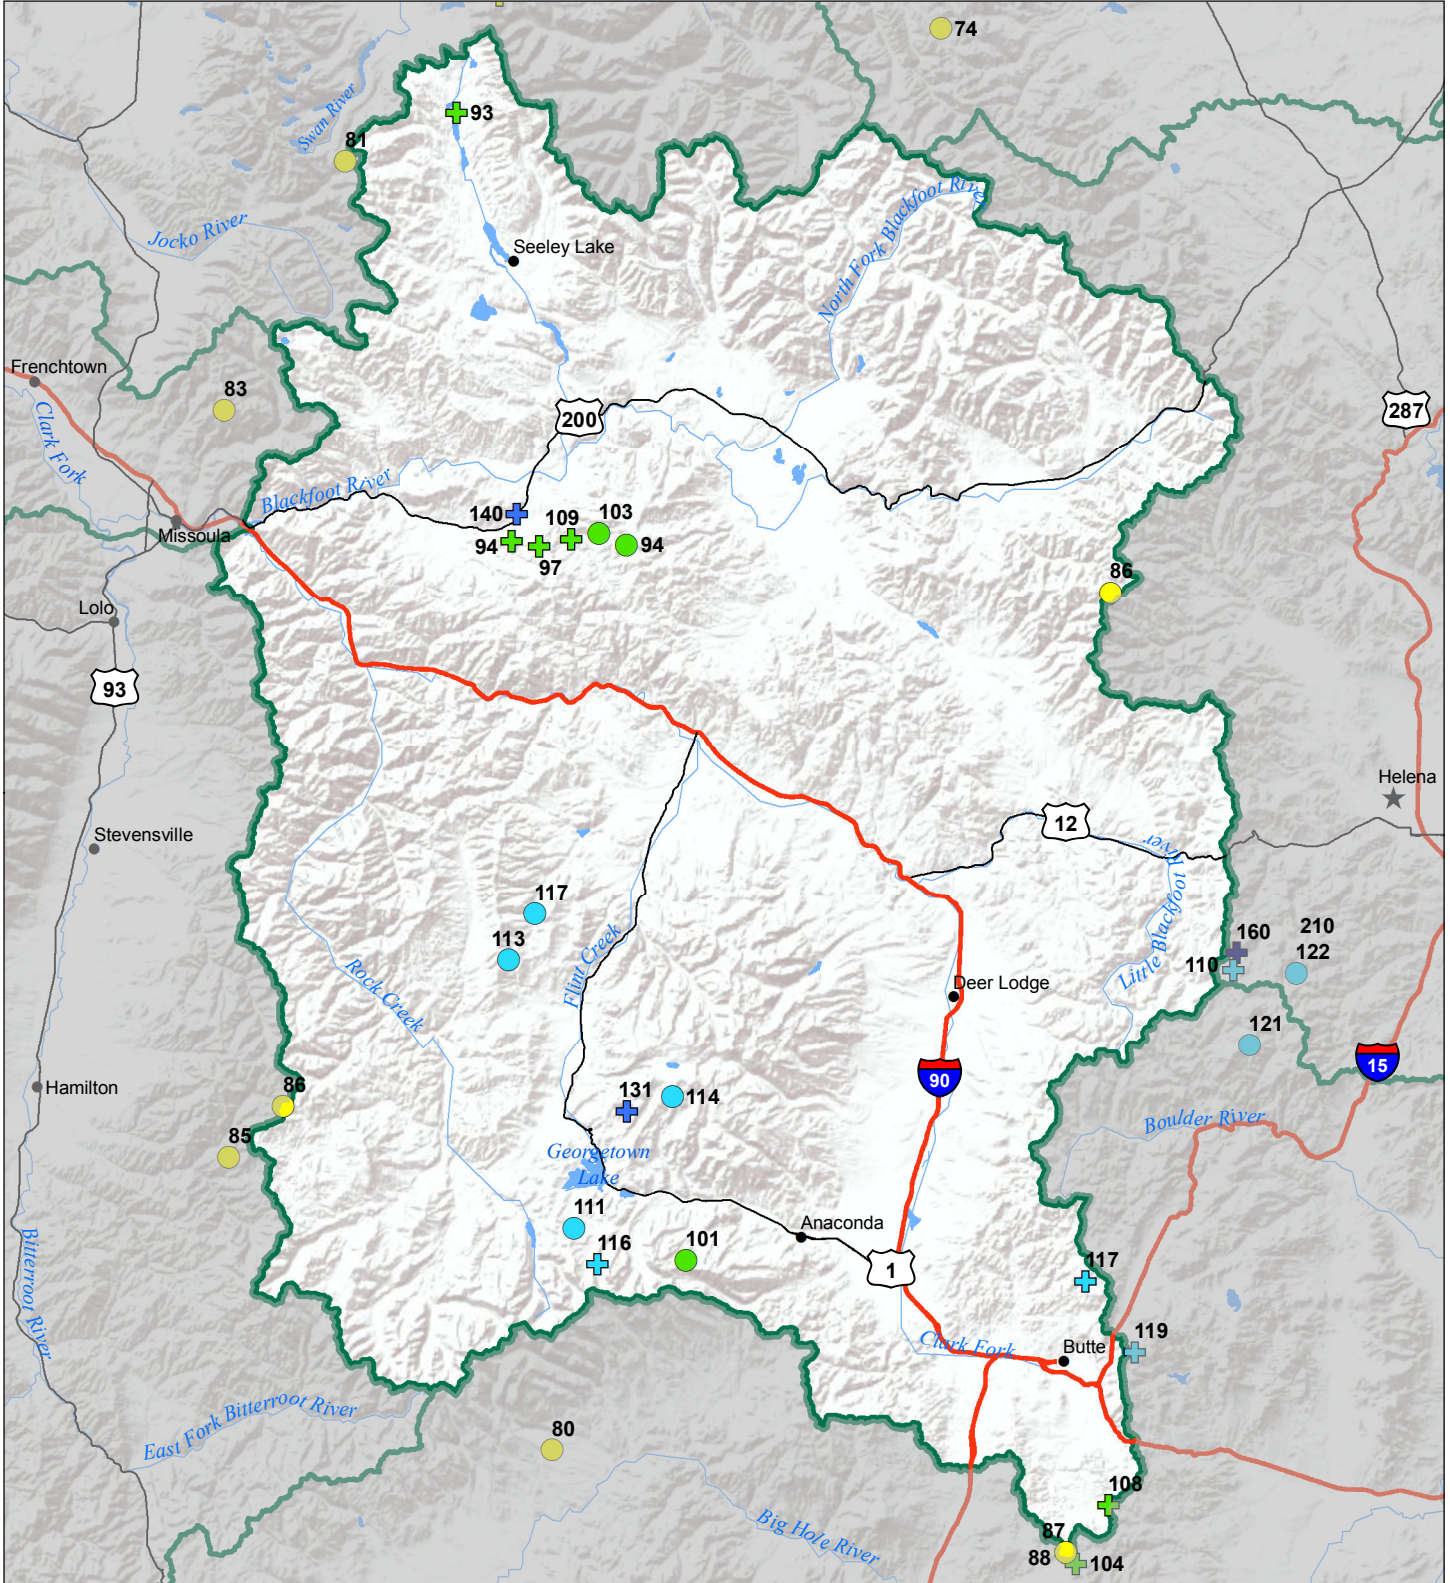 74
93
Swan River
81
Jocko River
Seeley Lake
North Fork Blackfoot River
Frenchtown
83
200
287
Clark Fork
Blackfoot River
140
109
103
94
97
94
Missoula
86
Lolo
93
Helena
12
Stevensville
Little Blackfoot River
117
113
160
210
122
110
Flint Creek
Rock Creek
Deer Lodge
121
15
90
Hamilton
86
131
114
Boulder River
85
Georgetown
Lake
111
Anaconda
116
101
1
117
Bitterroot River
119
Clark Fork
Butte
East Fork Bitterroot River
80
108
Big Hole River
87
88
104